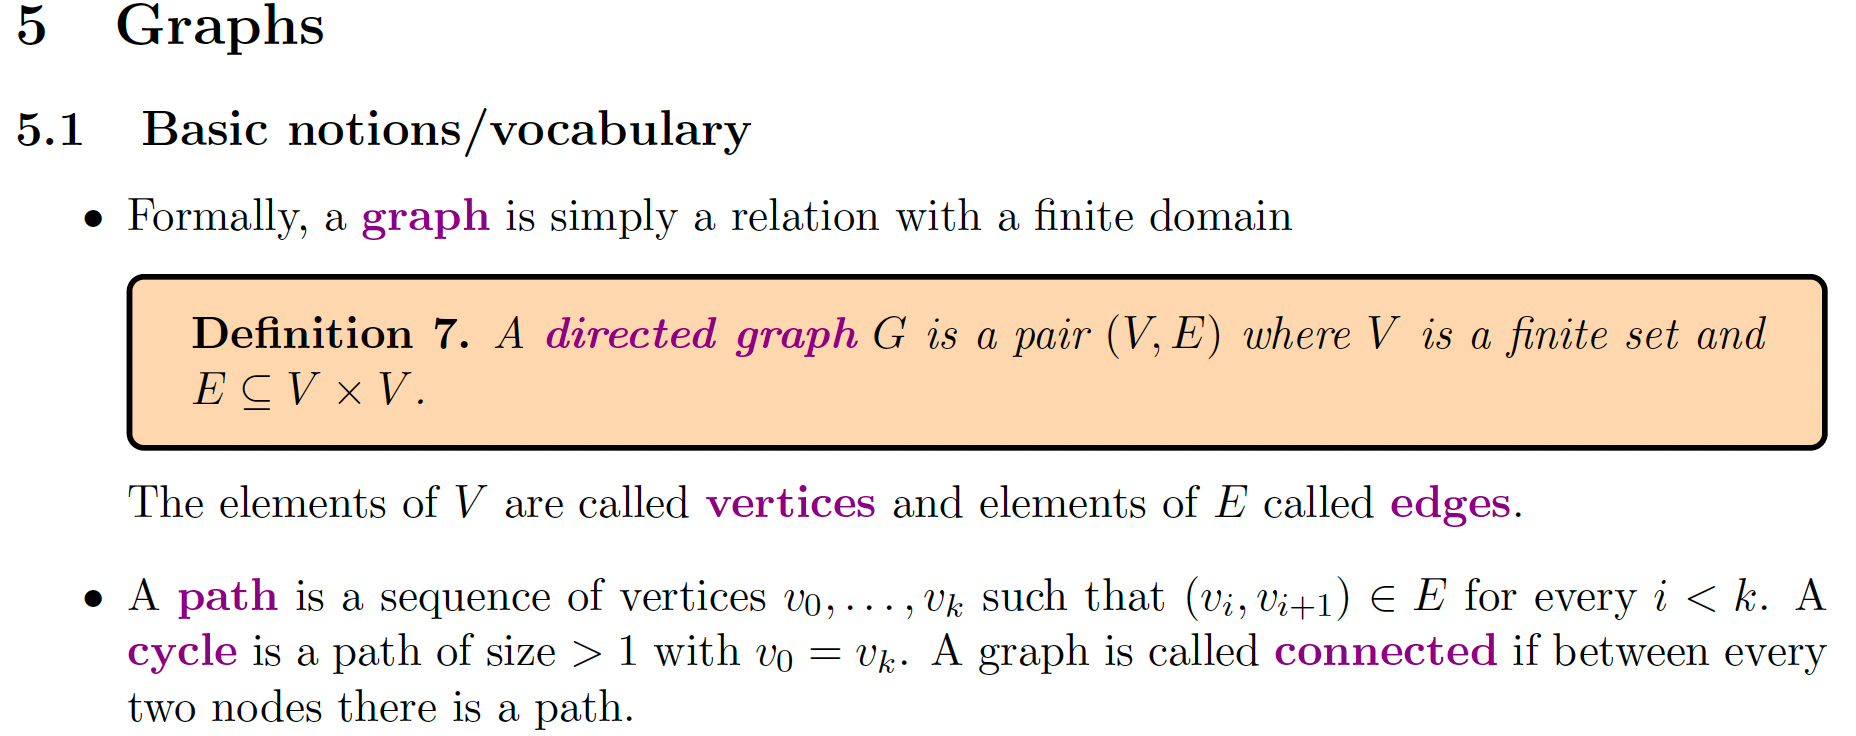 5 Graphs
5.1 Basic notions/vocabulary
• Formally, a graph is simply a relation with a finite domain
Definition 7. A directed graph G is a pair (V, E) where V is a finite set and
E ⊆ V × V.
The elements of V are called vertices and elements of E called edges.
• A path is a sequence of vertices v₀, . . . , vₖ such that (vᵢ, vᵢ₊₁) ∈ E for every i < k. A
cycle is a path of size > 1 with v₀ = vₖ. A graph is called connected if between every
two nodes there is a path.